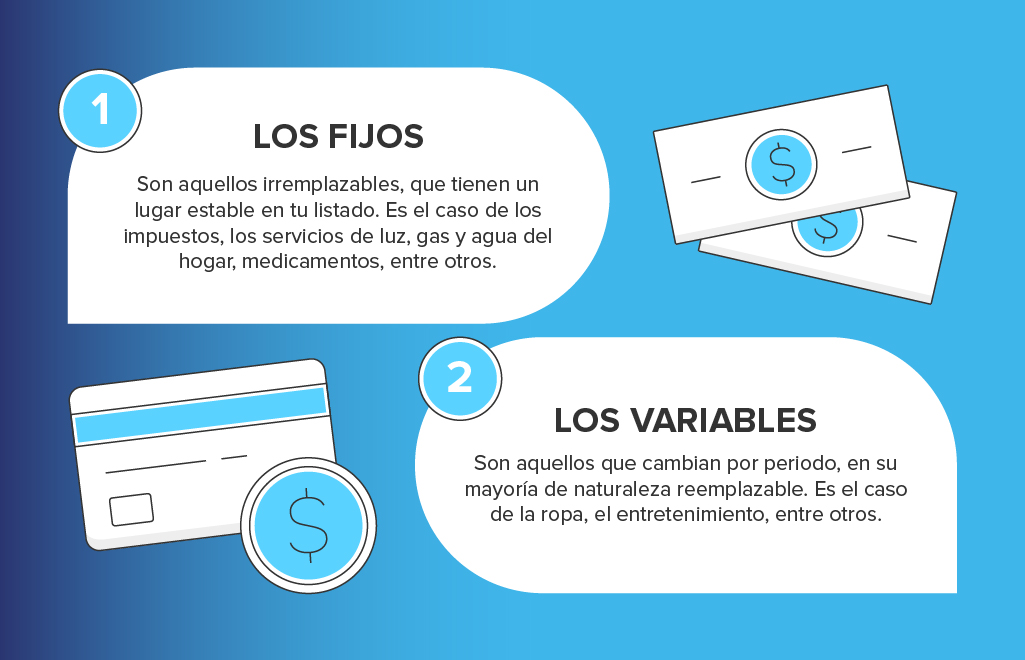 1
LOS FIJOS
Son aquellos irremplazables, que tienen un
lugar estable en tu listado. Es el caso de los
impuestos, los servicios de luz, gas y agua del
hogar, medicamentos, entre otros.
$
$
2
LOS VARIABLES
Son aquellos que cambian por periodo, en su
mayoría de naturaleza reemplazable. Es el caso
de la ropa, el entretenimiento, entre otros.
$